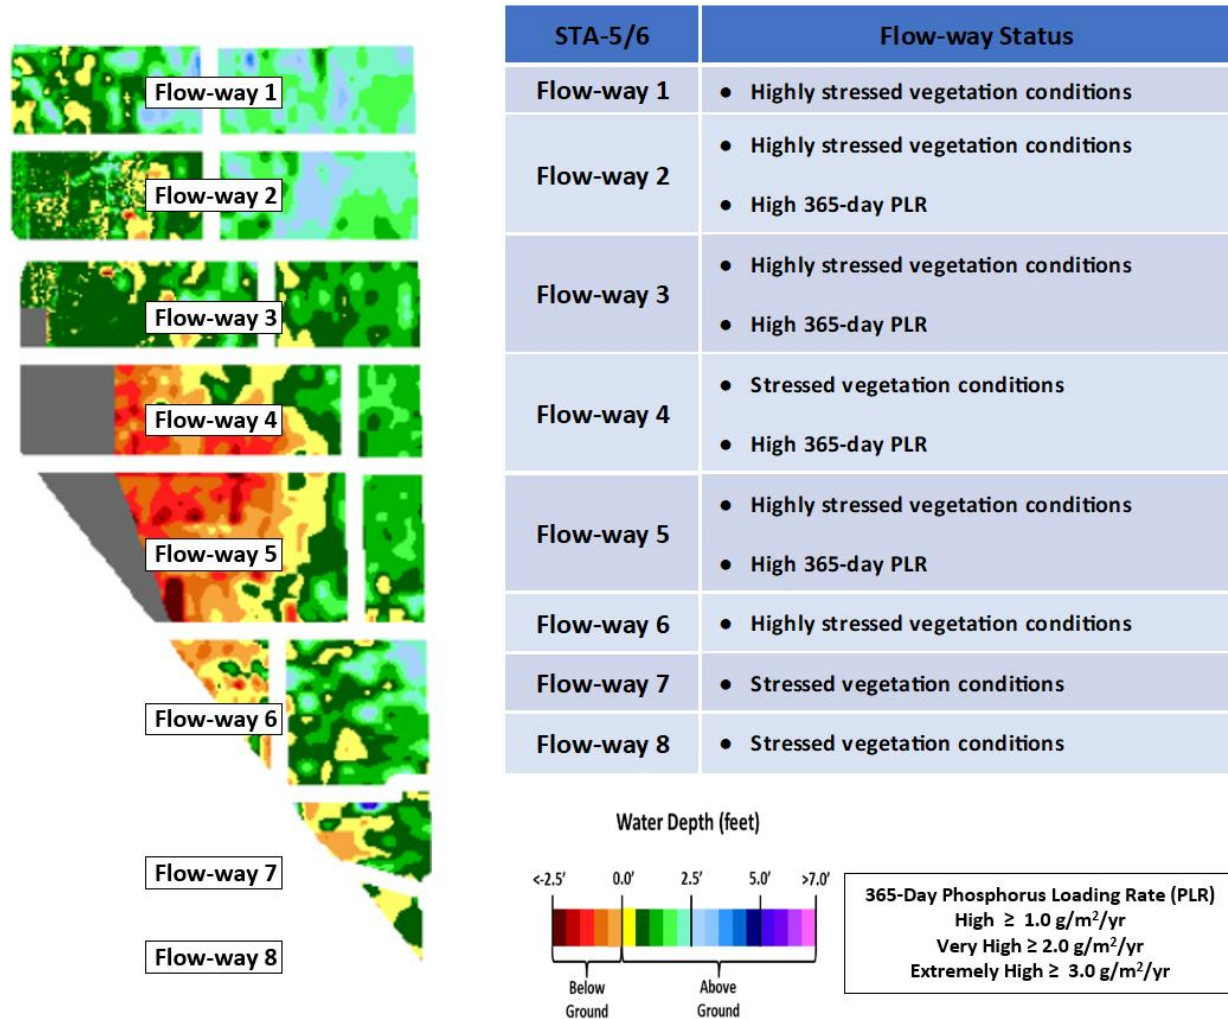 Flow-way 1
Flow-way 2
Flow-way 3
Flow-way 4
Flow-way 5
Flow-way 6
Flow-way 7
Flow-way 8
STA-5/6 Flow-way Status
Flow-way 1 ● Highly stressed vegetation conditions
Flow-way 2 ● Highly stressed vegetation conditions
● High 365-day PLR
Flow-way 3 ● Highly stressed vegetation conditions
● High 365-day PLR
Flow-way 4 ● Stressed vegetation conditions
● High 365-day PLR
Flow-way 5 ● Highly stressed vegetation conditions
● High 365-day PLR
Flow-way 6 ● Highly stressed vegetation conditions
Flow-way 7 ● Stressed vegetation conditions
Flow-way 8 ● Stressed vegetation conditions
Water Depth (feet)
<-2.5' 0.0' 2.5' 5.0' >7.0'
Below Above
Ground Ground
365-Day Phosphorus Loading Rate (PLR)
High ≥ 1.0 g/m²/yr
Very High ≥ 2.0 g/m²/yr
Extremely High ≥ 3.0 g/m²/yr